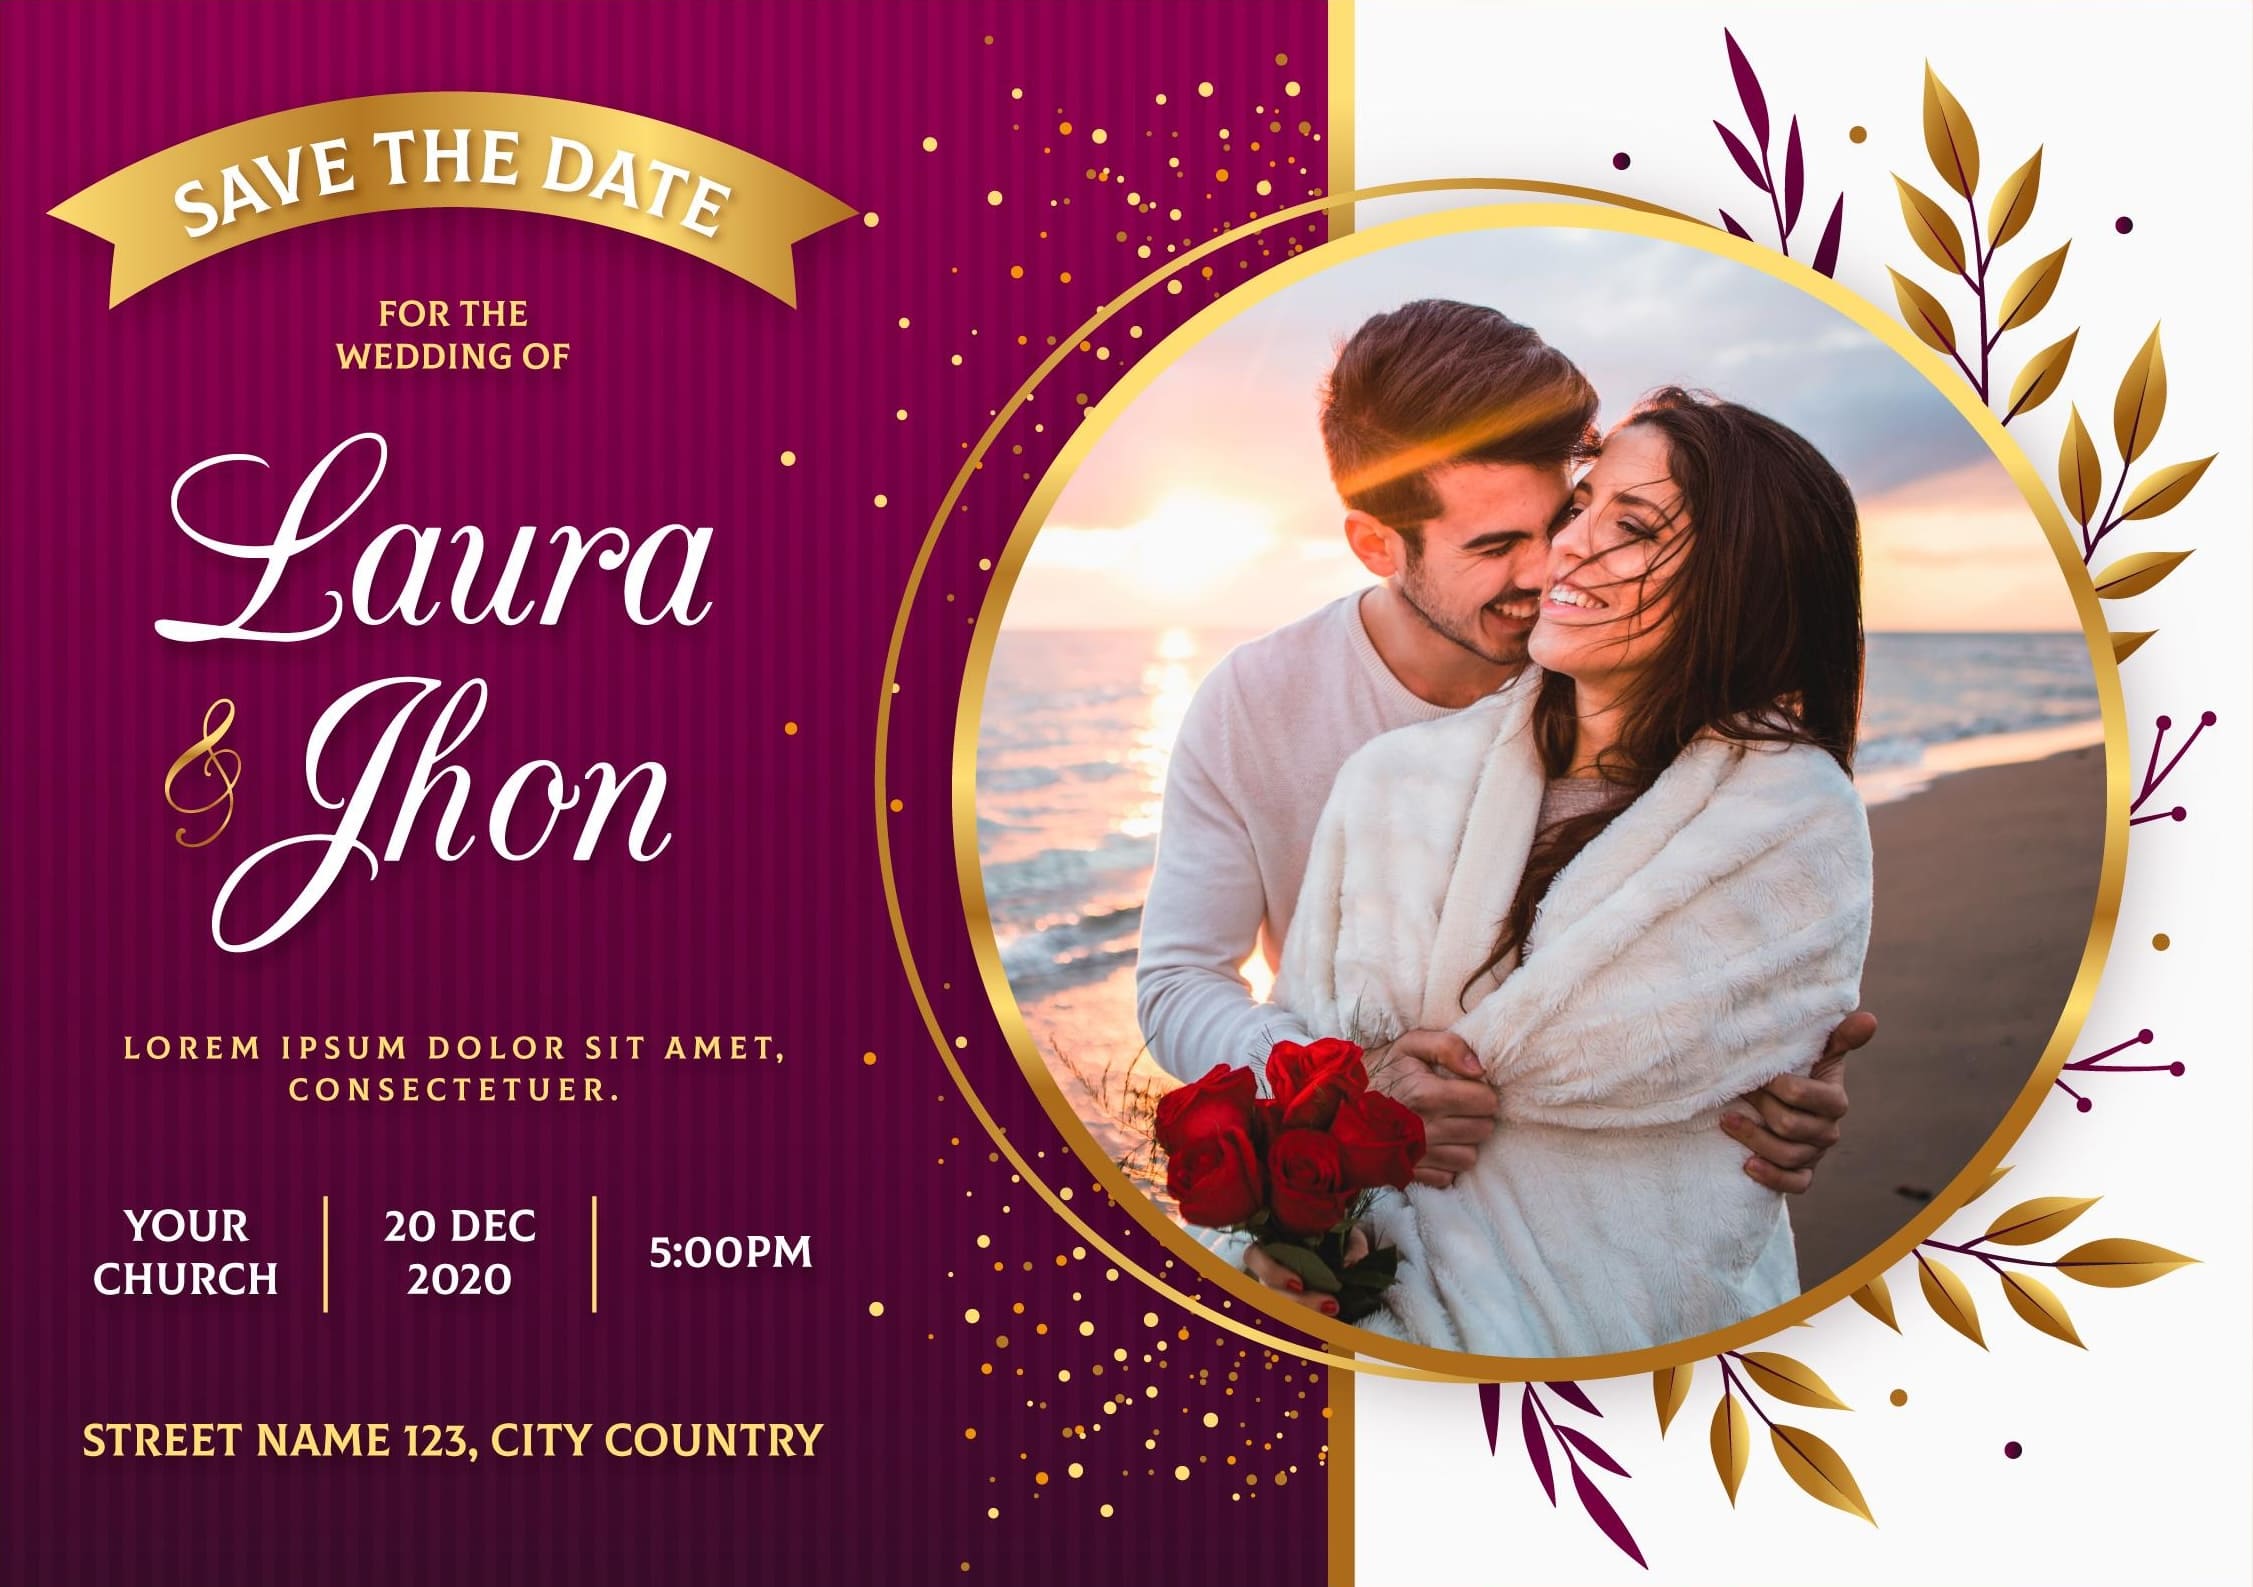 SAVE THE DATE
FOR THE
WEDDING OF
Laura
& Jhon
LOREM IPSUM DOLOR SIT AMET,
CONSECTETUER.
YOUR
CHURCH
20 DEC
2020
5:00PM
STREET NAME 123, CITY COUNTRY